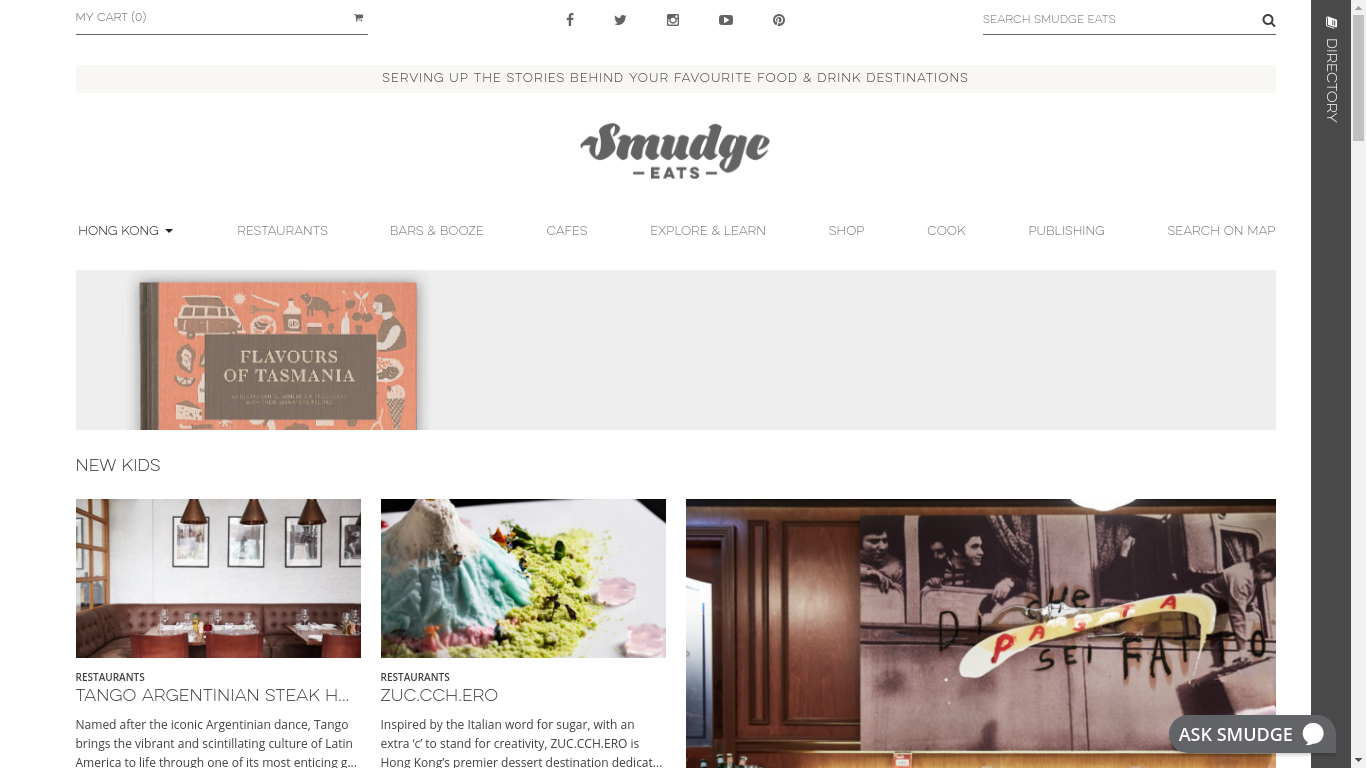 MY CART (0)
SEARCH SMUDGE EATS
DIRECTORY
SERVING UP THE STORIES BEHIND YOUR FAVOURITE FOOD & DRINK DESTINATIONS
Smudge
EATS
HONG KONG
RESTAURANTS
BARS & BOOZE
CAFES
EXPLORE & LEARN
SHOP
COOK
PUBLISHING
SEARCH ON MAP
FLAVOURS
OF TASMANIA
NEW KIDS
RESTAURANTS
TANGO ARGENTINIAN STEAK H...
Named after the iconic Argentinian dance, Tango
brings the vibrant and scintillating culture of Latin
America to life through one of its most enticing g...
RESTAURANTS
ZUC.CCH.ERO
Inspired by the Italian word for sugar, with an
extra ‘c’ to stand for creativity, ZUC.CCH.ERO is
Hong Kong’s premier dessert destination dedicat...
SEI FATTO
ASK SMUDGE